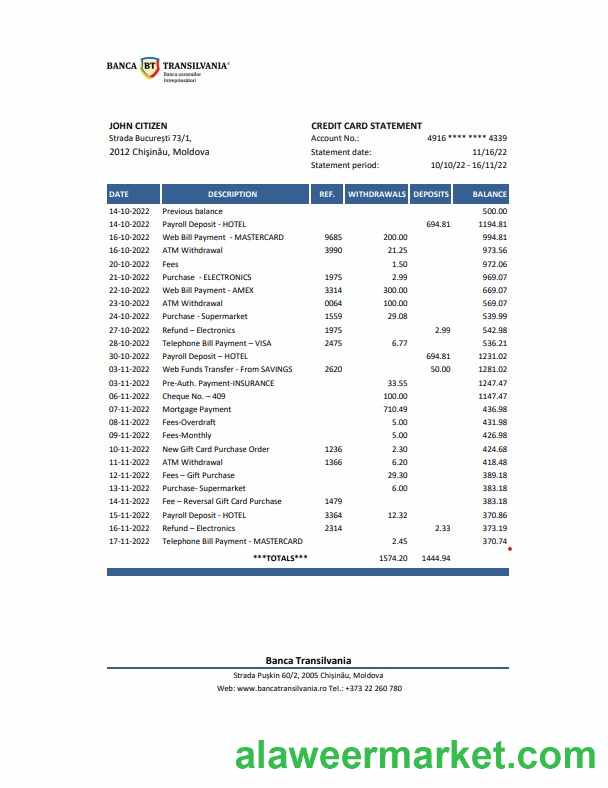 BANCA BT TRANSILVANIA®
Banca oamenilor
întreprinzători
JOHN CITIZEN CREDIT CARD STATEMENT
Strada București 73/1, Account No.: 4916 **** **** 4339
2012 Chișinău, Moldova Statement date: 11/16/22
Statement period: 10/10/22 - 16/11/22
DATE DESCRIPTION REF. WITHDRAWALS DEPOSITS BALANCE
14-10-2022 Previous balance 500.00
14-10-2022 Payroll Deposit - HOTEL 694.81 1194.81
16-10-2022 Web Bill Payment - MASTERCARD 9685 200.00 994.81
16-10-2022 ATM Withdrawal 3990 21.25 973.56
20-10-2022 Fees 1.50 972.06
21-10-2022 Purchase - ELECTRONICS 1975 2.99 969.07
22-10-2022 Web Bill Payment - AMEX 3314 300.00 669.07
23-10-2022 ATM Withdrawal 0064 100.00 569.07
24-10-2022 Purchase - Supermarket 1559 29.08 539.99
27-10-2022 Refund – Electronics 1975 2.99 542.98
28-10-2022 Telephone Bill Payment – VISA 2475 6.77 536.21
30-10-2022 Payroll Deposit – HOTEL 694.81 1231.02
03-11-2022 Web Funds Transfer - From SAVINGS 2620 50.00 1281.02
03-11-2022 Pre-Auth. Payment-INSURANCE 33.55 1247.47
06-11-2022 Cheque No. – 409 100.00 1147.47
07-11-2022 Mortgage Payment 710.49 436.98
08-11-2022 Fees-Overdraft 5.00 431.98
09-11-2022 Fees-Monthly 5.00 426.98
10-11-2022 New Gift Card Purchase Order 1236 2.30 424.68
11-11-2022 ATM Withdrawal 1366 6.20 418.48
12-11-2022 Fees – Gift Purchase 29.30 389.18
13-11-2022 Purchase- Supermarket 6.00 383.18
14-11-2022 Fee – Reversal Gift Card Purchase 1479 383.18
15-11-2022 Payroll Deposit - HOTEL 3364 12.32 370.86
16-11-2022 Refund – Electronics 2314 2.33 373.19
17-11-2022 Telephone Bill Payment - MASTERCARD 2.45 370.74
***TOTALS*** 1574.20 1444.94
Banca Transilvania
Strada Pușkin 60/2, 2005 Chișinău, Moldova
Web: www.bancatransilvania.ro Tel.: +373 22 260 780
alaweermarket.com